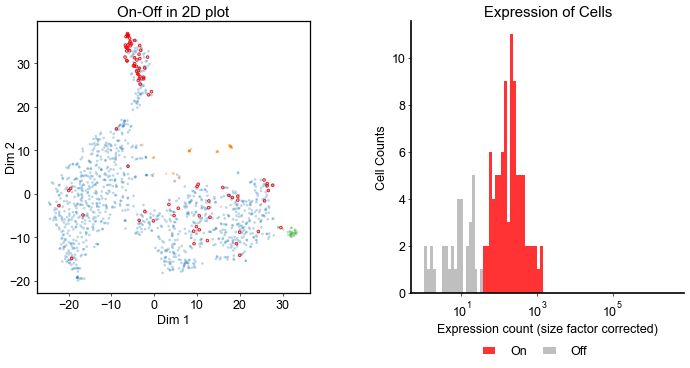 On-Off in 2D plot
Dim 2
40
30
20
10
0
−10
−20
−20 −10 0 10 20 30
Dim 1
Expression of Cells
Cell Counts
10
8
6
4
2
0
10^1 10^3 10^5
Expression count (size factor corrected)
On Off